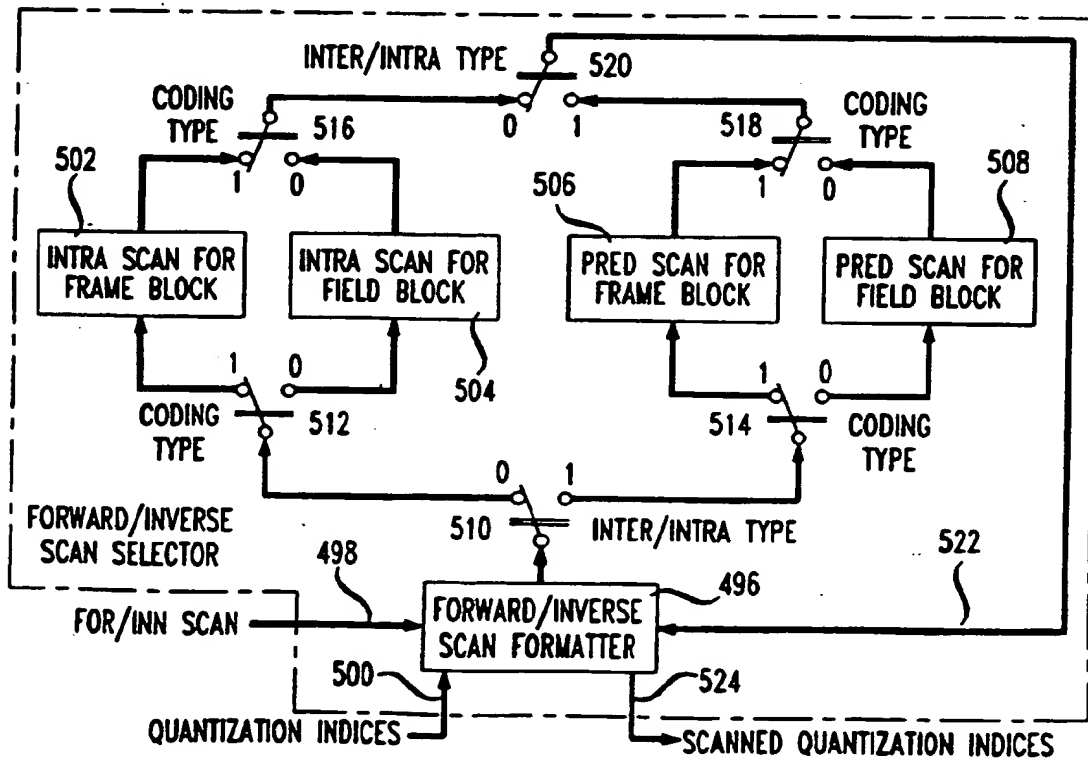 INTER/INTRA TYPE
520
0 1
CODING
TYPE
516
1 0
518
CODING
TYPE
1 0
502
INTRA SCAN FOR
FRAME BLOCK
INTRA SCAN FOR
FIELD BLOCK
504
506
PRED SCAN FOR
FRAME BLOCK
508
PRED SCAN FOR
FIELD BLOCK
1 0
CODING
TYPE
512
1 0
514
CODING
TYPE
0 1
510
INTER/INTRA TYPE
FORWARD/INVERSE
SCAN SELECTOR
498
496
522
FOR/INN SCAN
FORWARD/INVERSE
SCAN FORMATTER
500
524
QUANTIZATION INDICES
SCANNED QUANTIZATION INDICES